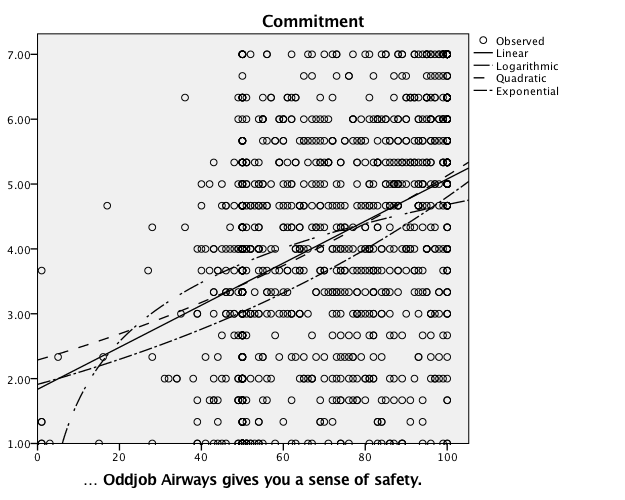 Commitment
7.00
6.00
5.00
4.00
3.00
2.00
1.00
0 20 40 60 80 100
... Oddjob Airways gives you a sense of safety.
Observed
Linear
Logarithmic
Quadratic
Exponential